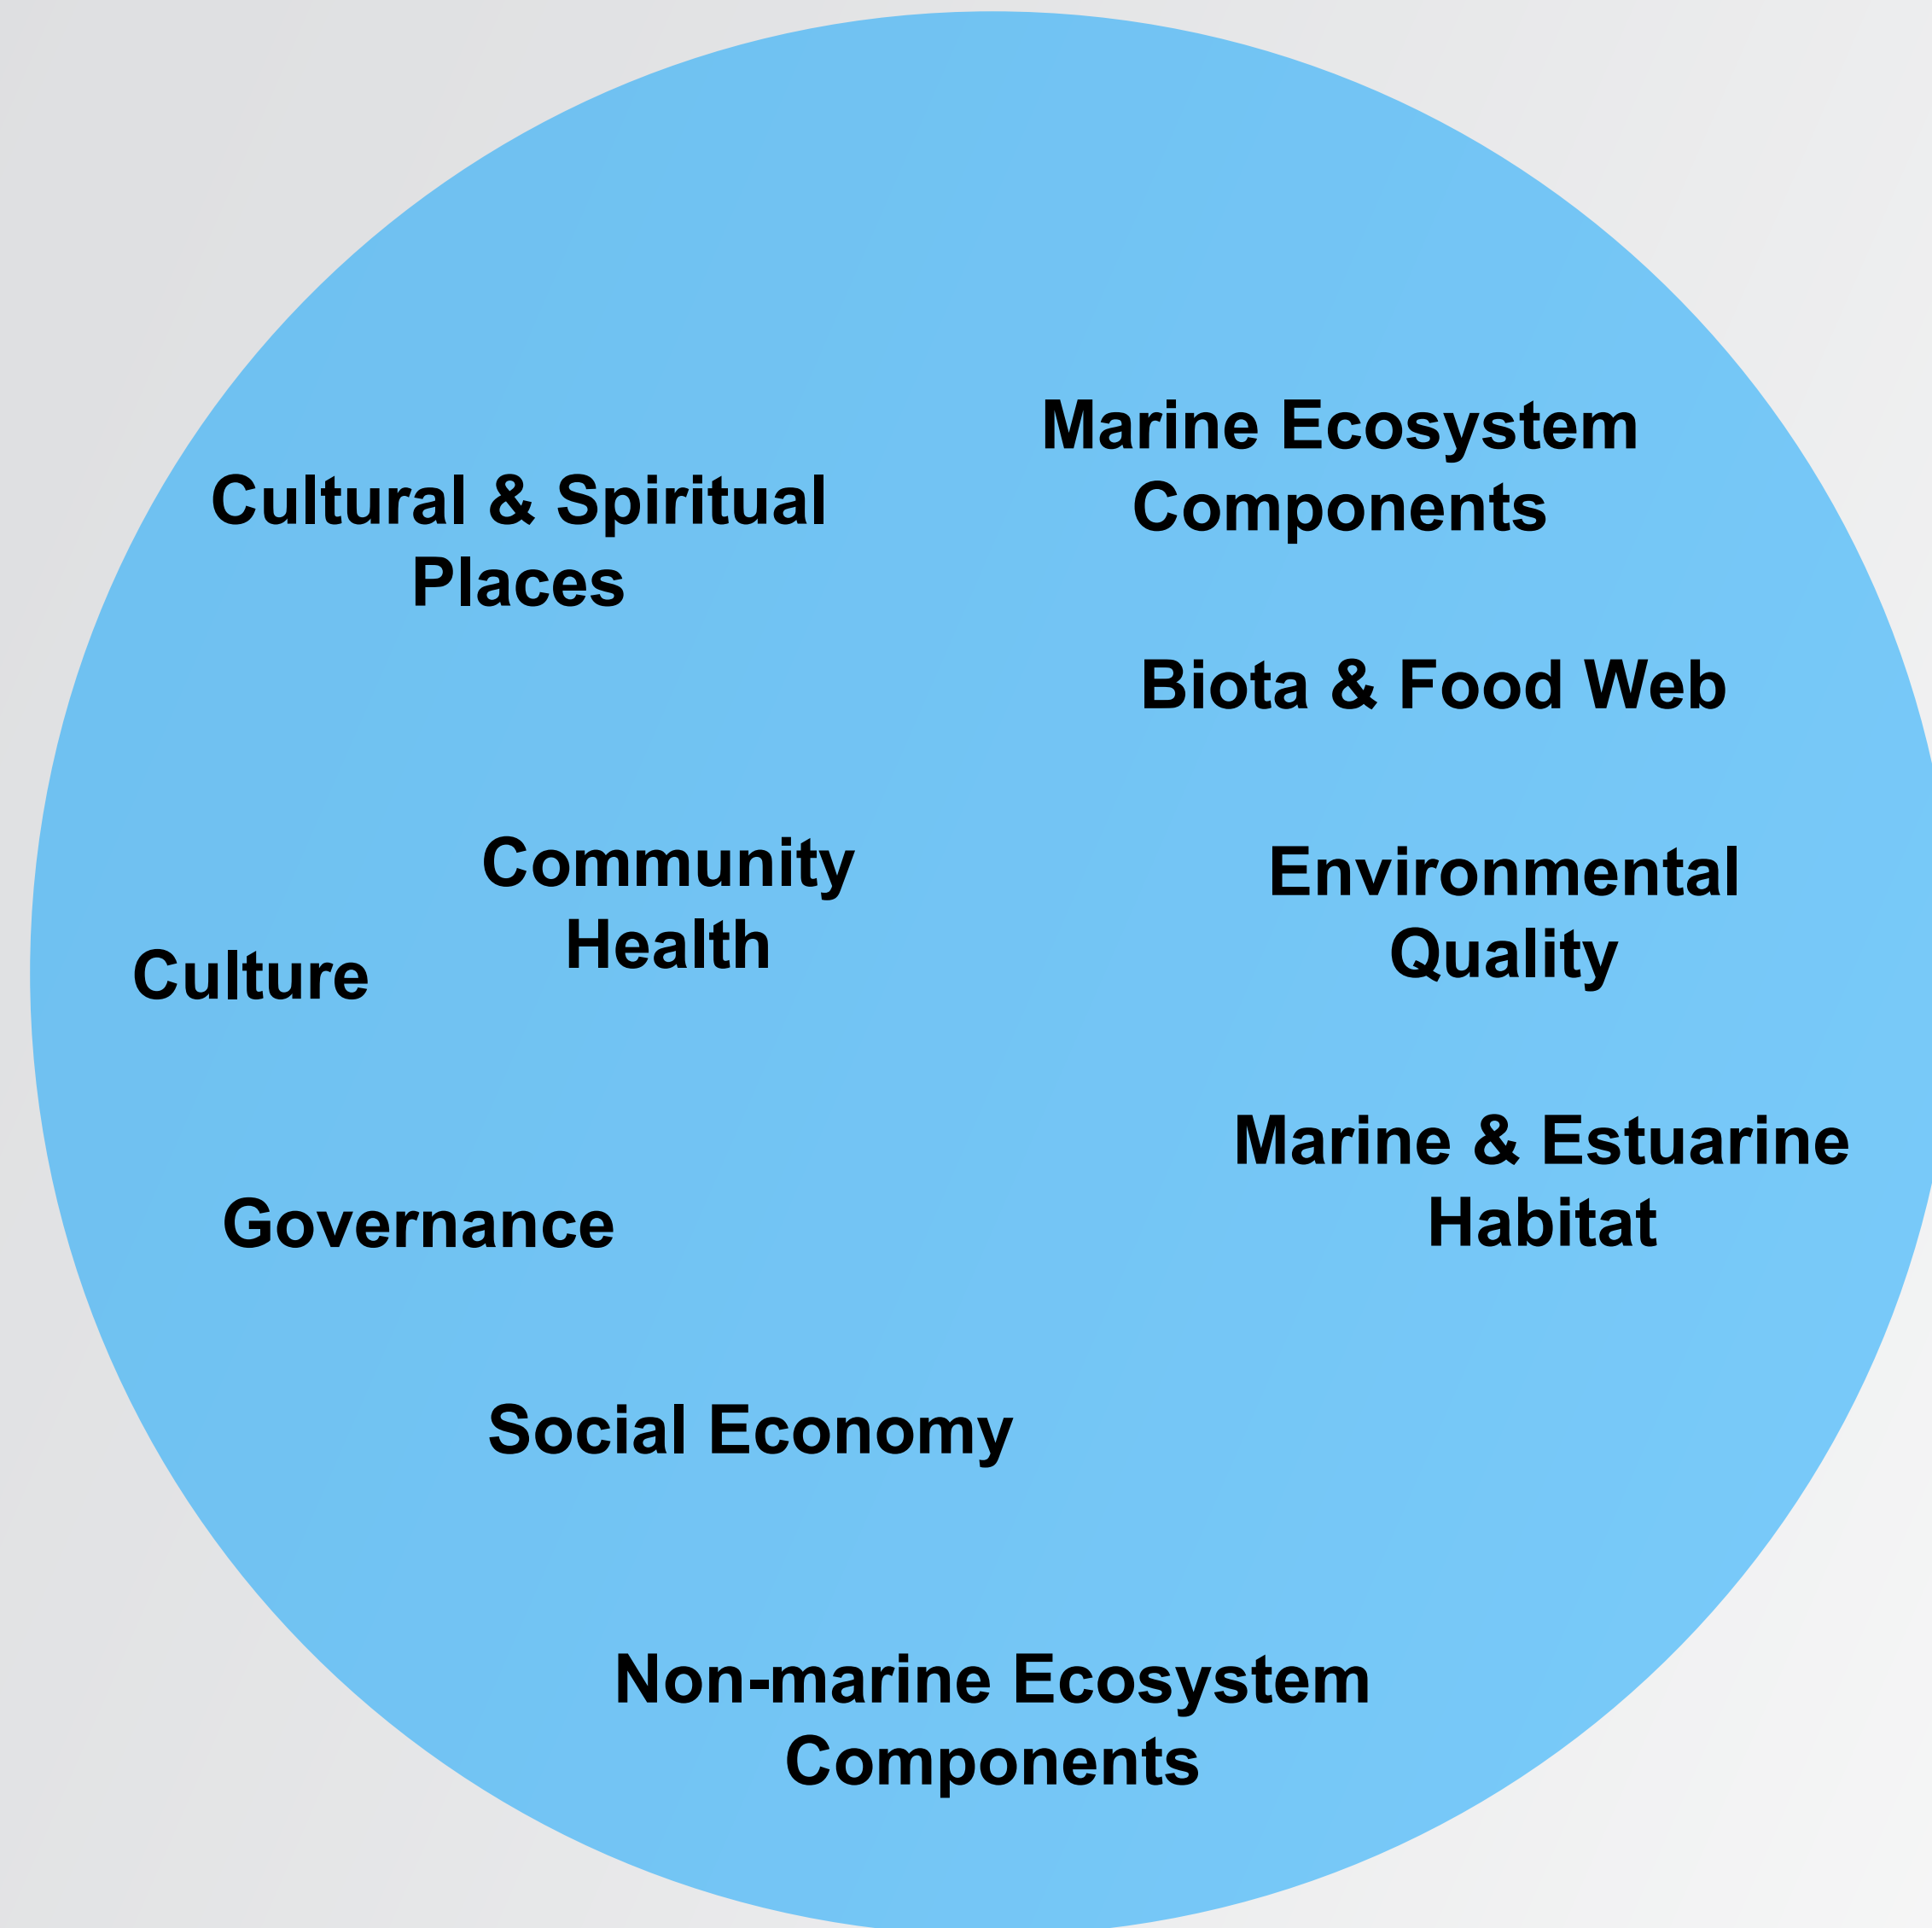 Marine Ecosystem
Components
Cultural & Spiritual
Places
Biota & Food Web
Community
Health
Environmental
Quality
Culture
Marine & Estuarine
Habitat
Governance
Social Economy
Non-marine Ecosystem
Components